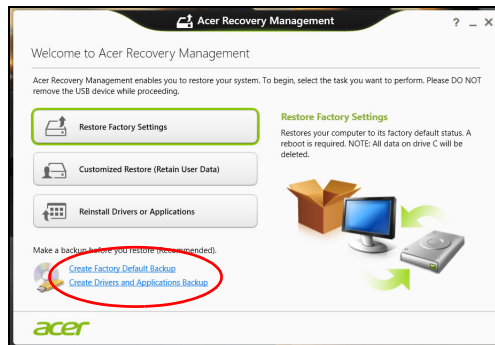 Acer Recovery Management
? _ X
Welcome to Acer Recovery Management
Acer Recovery Management enables you to restore your system. To begin, select the task you want to perform. Please DO NOT
remove the USB device while proceeding.
Restore Factory Settings
Customized Restore (Retain User Data)
Reinstall Drivers or Applications
Restore Factory Settings
Restores your computer to its factory default status. A
reboot is required. NOTE: All data on drive C will be
deleted.
Make a backup before you restore (Recommended).
Create Factory Default Backup
Create Drivers and Applications Backup
acer